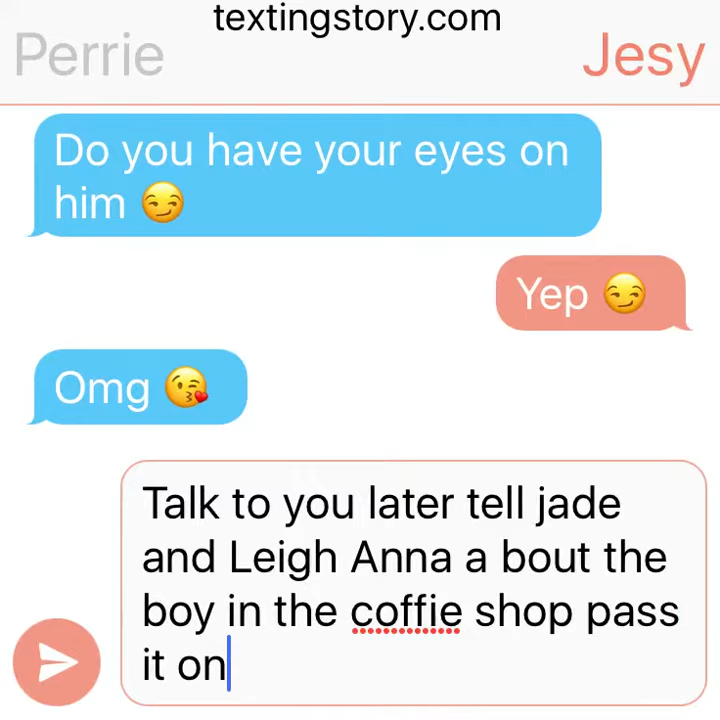 textingstory.com
Perrie
Jesy
Do you have your eyes on
him 😏
Yep 😏
Omg 😘
Talk to you later tell jade
and Leigh Anna a bout the
boy in the coffie shop pass
it on